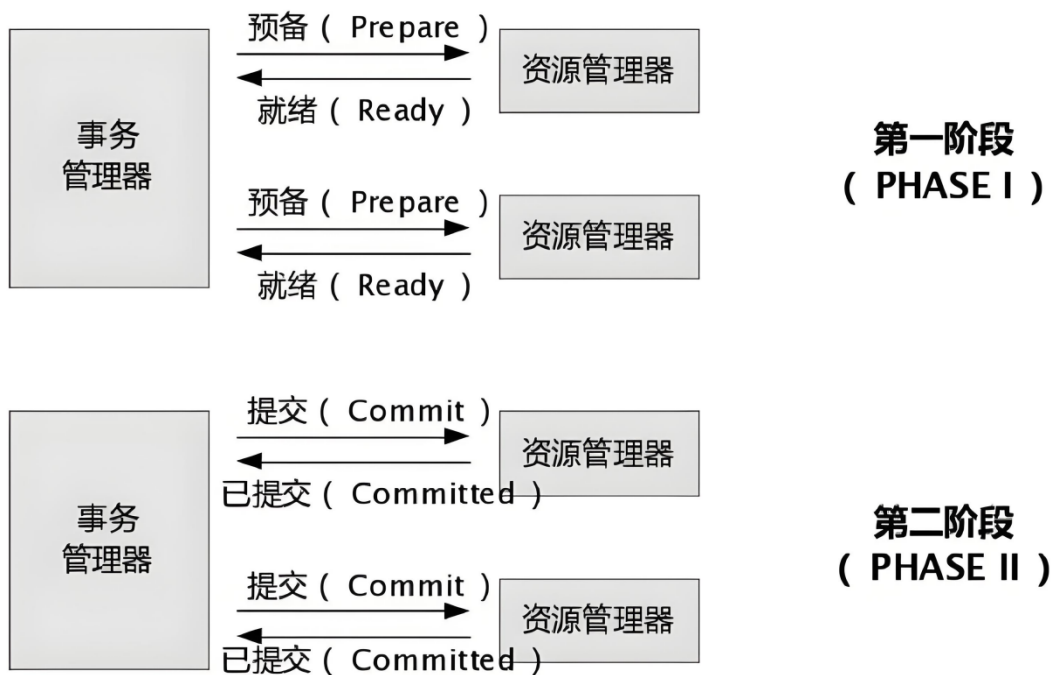 预备（ Prepare ）
资源管理器
就绪（ Ready ）
事务
管理器
第一阶段
（ PHASE I ）
预备（ Prepare ）
资源管理器
就绪（ Ready ）
提交（ Commit ）
资源管理器
已提交（ Committed ）
事务
管理器
第二阶段
（ PHASE II ）
提交（ Commit ）
资源管理器
已提交（ Committed ）